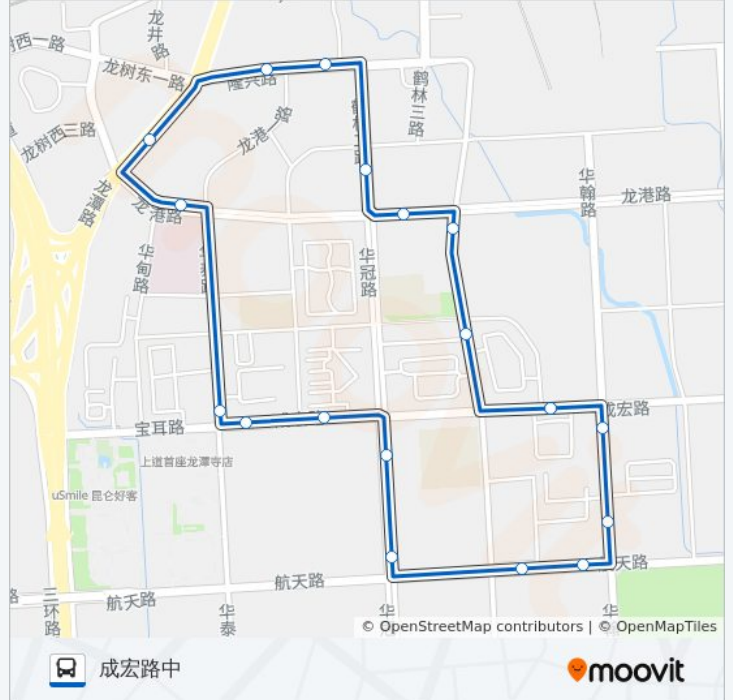 龙井路
树西一路
龙树东一路
隆兴路
鹤林三路
龙港一路
龙树西三路
龙潭路
龙港路
华翰路
龙港路
华甸路
华冠路
成宏路
宝耳路
上道首座龙潭寺店
uSmile 昆仑好客
航天路
航天路
航天路
三环路
华泰
© OpenStreetMap contributors | © OpenMapTiles
成宏路中
moovit